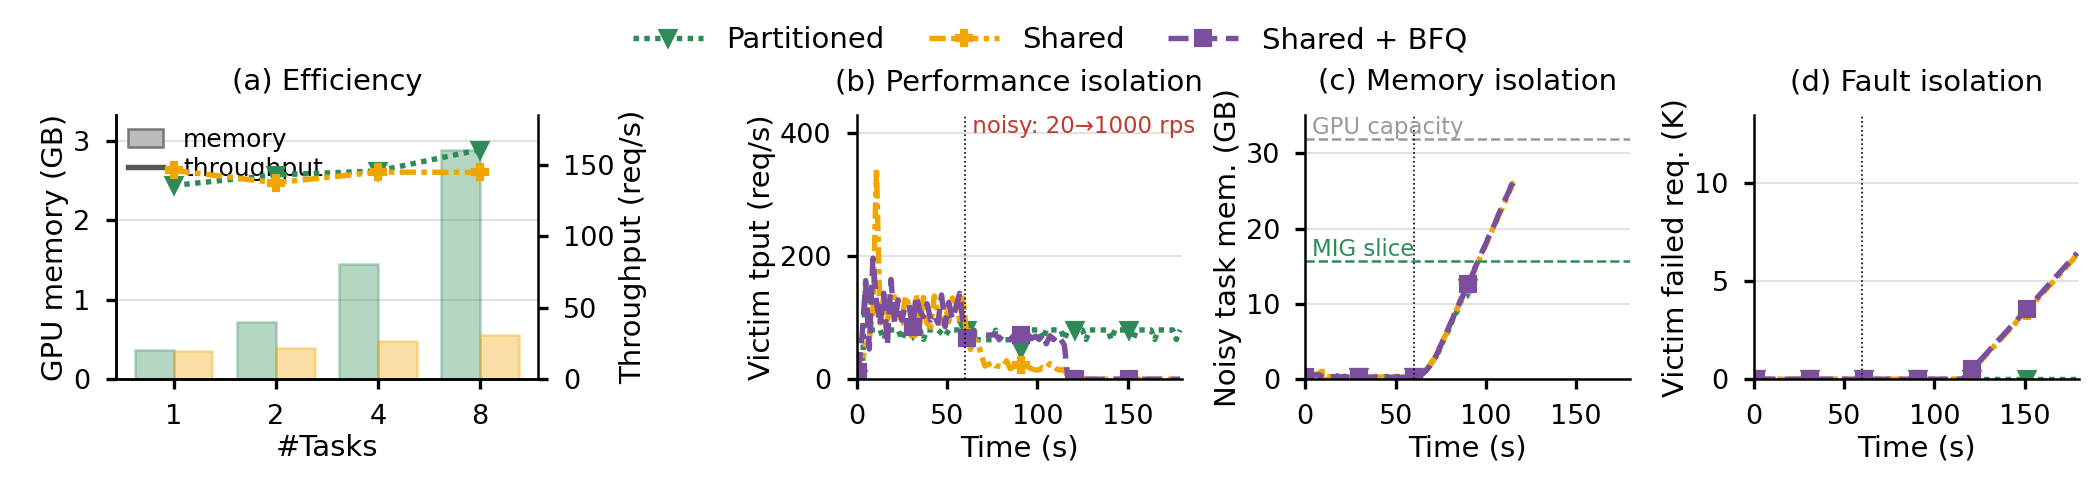 Partitioned Shared Shared + BFQ
(a) Efficiency
GPU memory (GB)
3
2
1
0
memory
throughput
150
100
50
0
Throughput (req/s)
1 2 4 8
#Tasks
(b) Performance isolation
Victim tput (req/s)
400
200
0
noisy: 20→1000 rps
0 50 100 150
Time (s)
(c) Memory isolation
Noisy task mem. (GB)
30
20
10
0
GPU capacity
MIG slice
0 50 100 150
Time (s)
(d) Fault isolation
Victim failed req. (K)
10
5
0
0 50 100 150
Time (s)